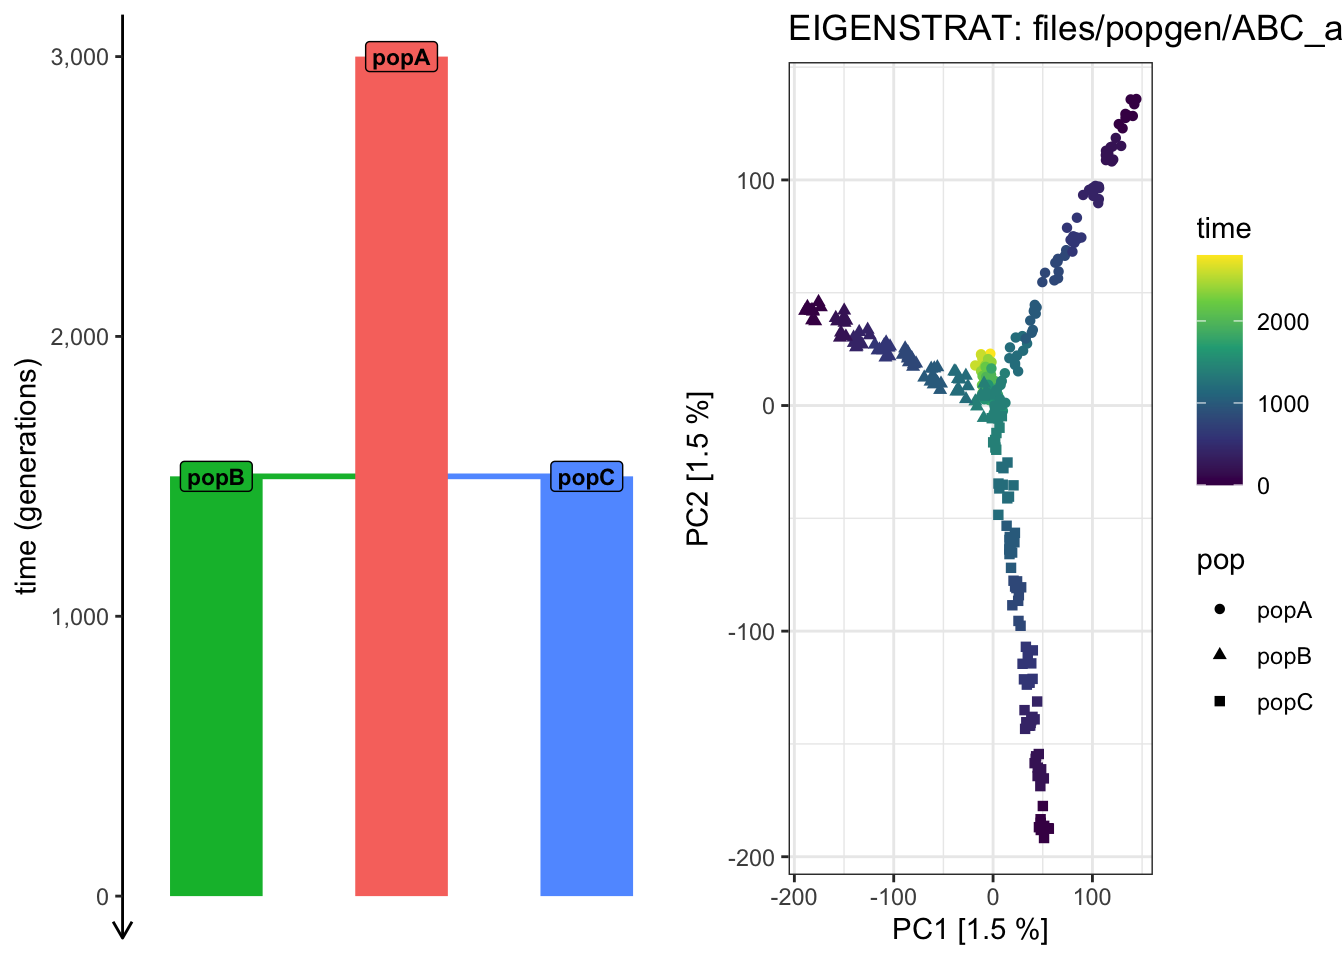 time (generations)
3,000
2,000
1,000
0
popA
popB
popC
EIGENSTRAT: files/popgen/ABC_a
PC2 [1.5 %]
100
0
-100
-200
-200
-100
0
100
PC1 [1.5 %]
time
2000
1000
0
pop
popA
popB
popC